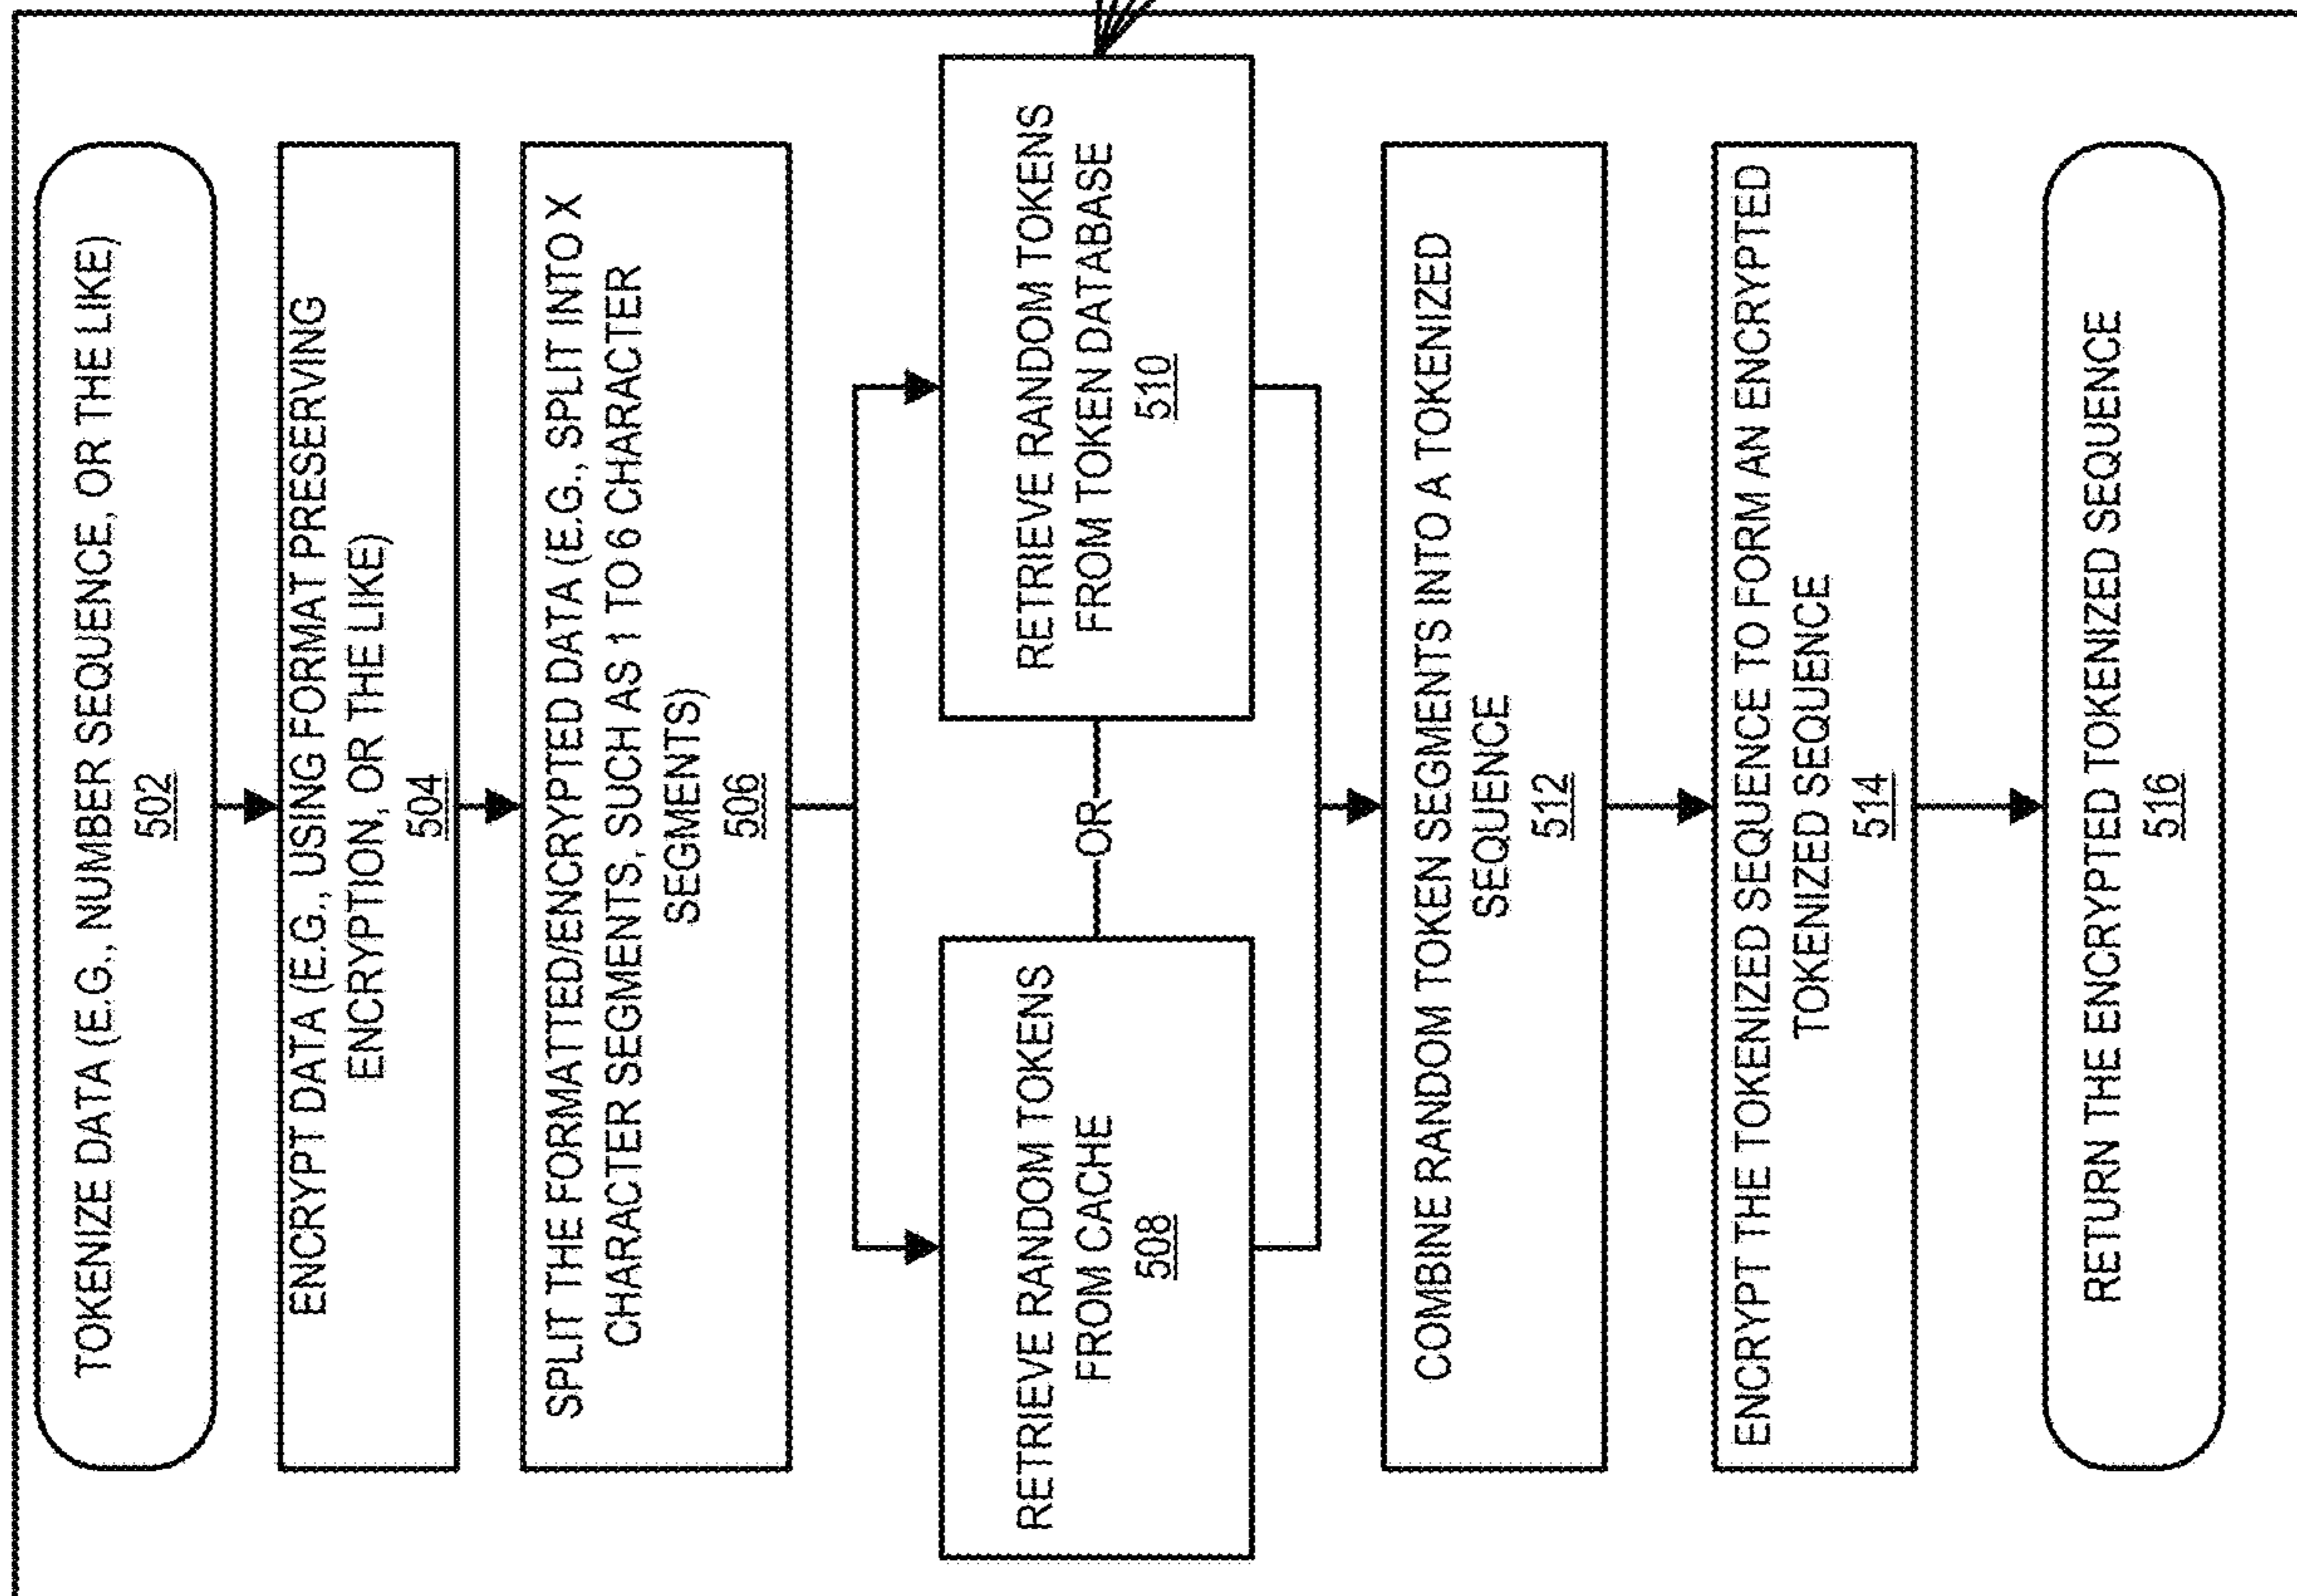 TOKENIZE DATA (E.G., NUMBER SEQUENCE, OR THE LIKE)
502
ENCRYPT DATA (E.G., USING FORMAT PRESERVING
ENCRYPTION, OR THE LIKE)
504
SPLIT THE FORMATTED/ENCRYPTED DATA (E.G., SPLIT INTO X
CHARACTER SEGMENTS, SUCH AS 1 TO 6 CHARACTER
SEGMENTS)
506
RETRIEVE RANDOM TOKENS
FROM CACHE
508
OR
RETRIEVE RANDOM TOKENS
FROM TOKEN DATABASE
510
COMBINE RANDOM TOKEN SEGMENTS INTO A TOKENIZED
SEQUENCE
512
ENCRYPT THE TOKENIZED SEQUENCE TO FORM AN ENCRYPTED
TOKENIZED SEQUENCE
514
RETURN THE ENCRYPTED TOKENIZED SEQUENCE
516